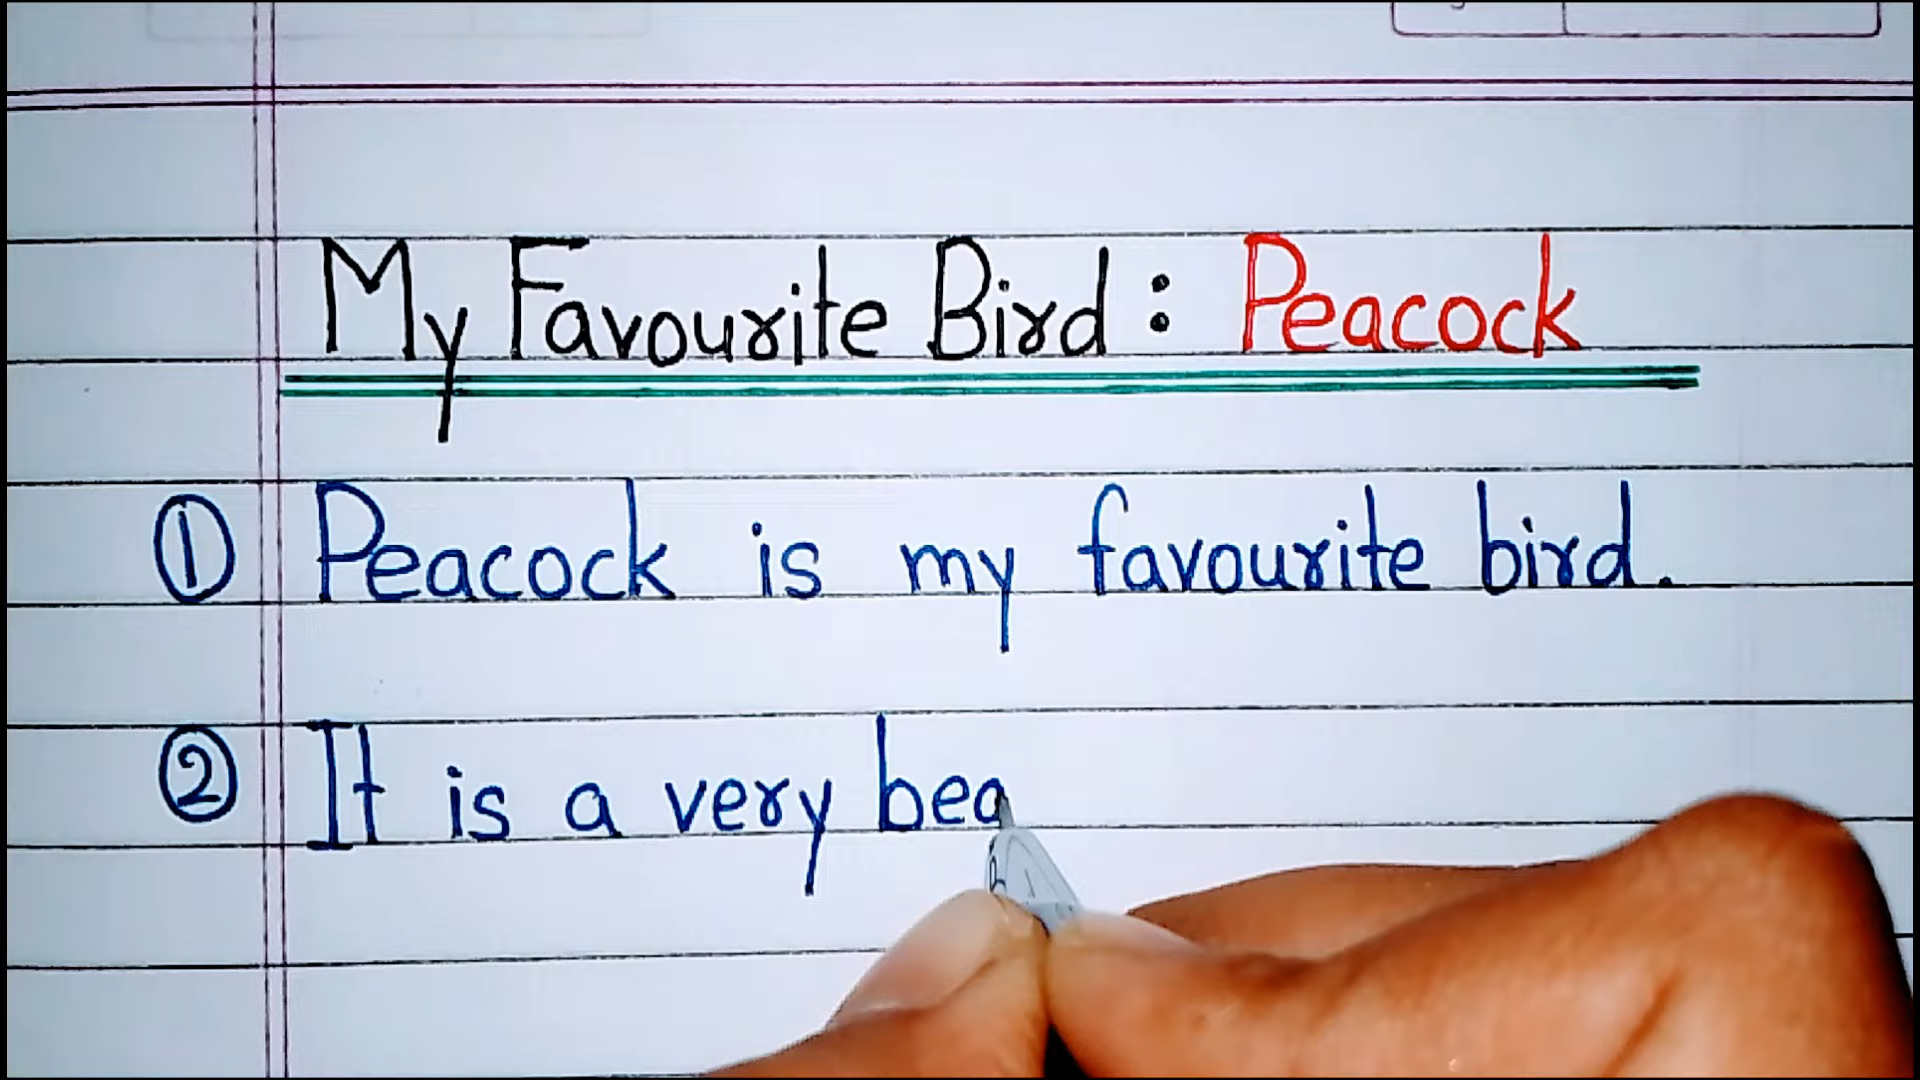 My Favourite Bird : Peacock
① Peacock is my favourite bird.
② It is a very bea